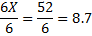 6X/6 = 52/6 = 8.7